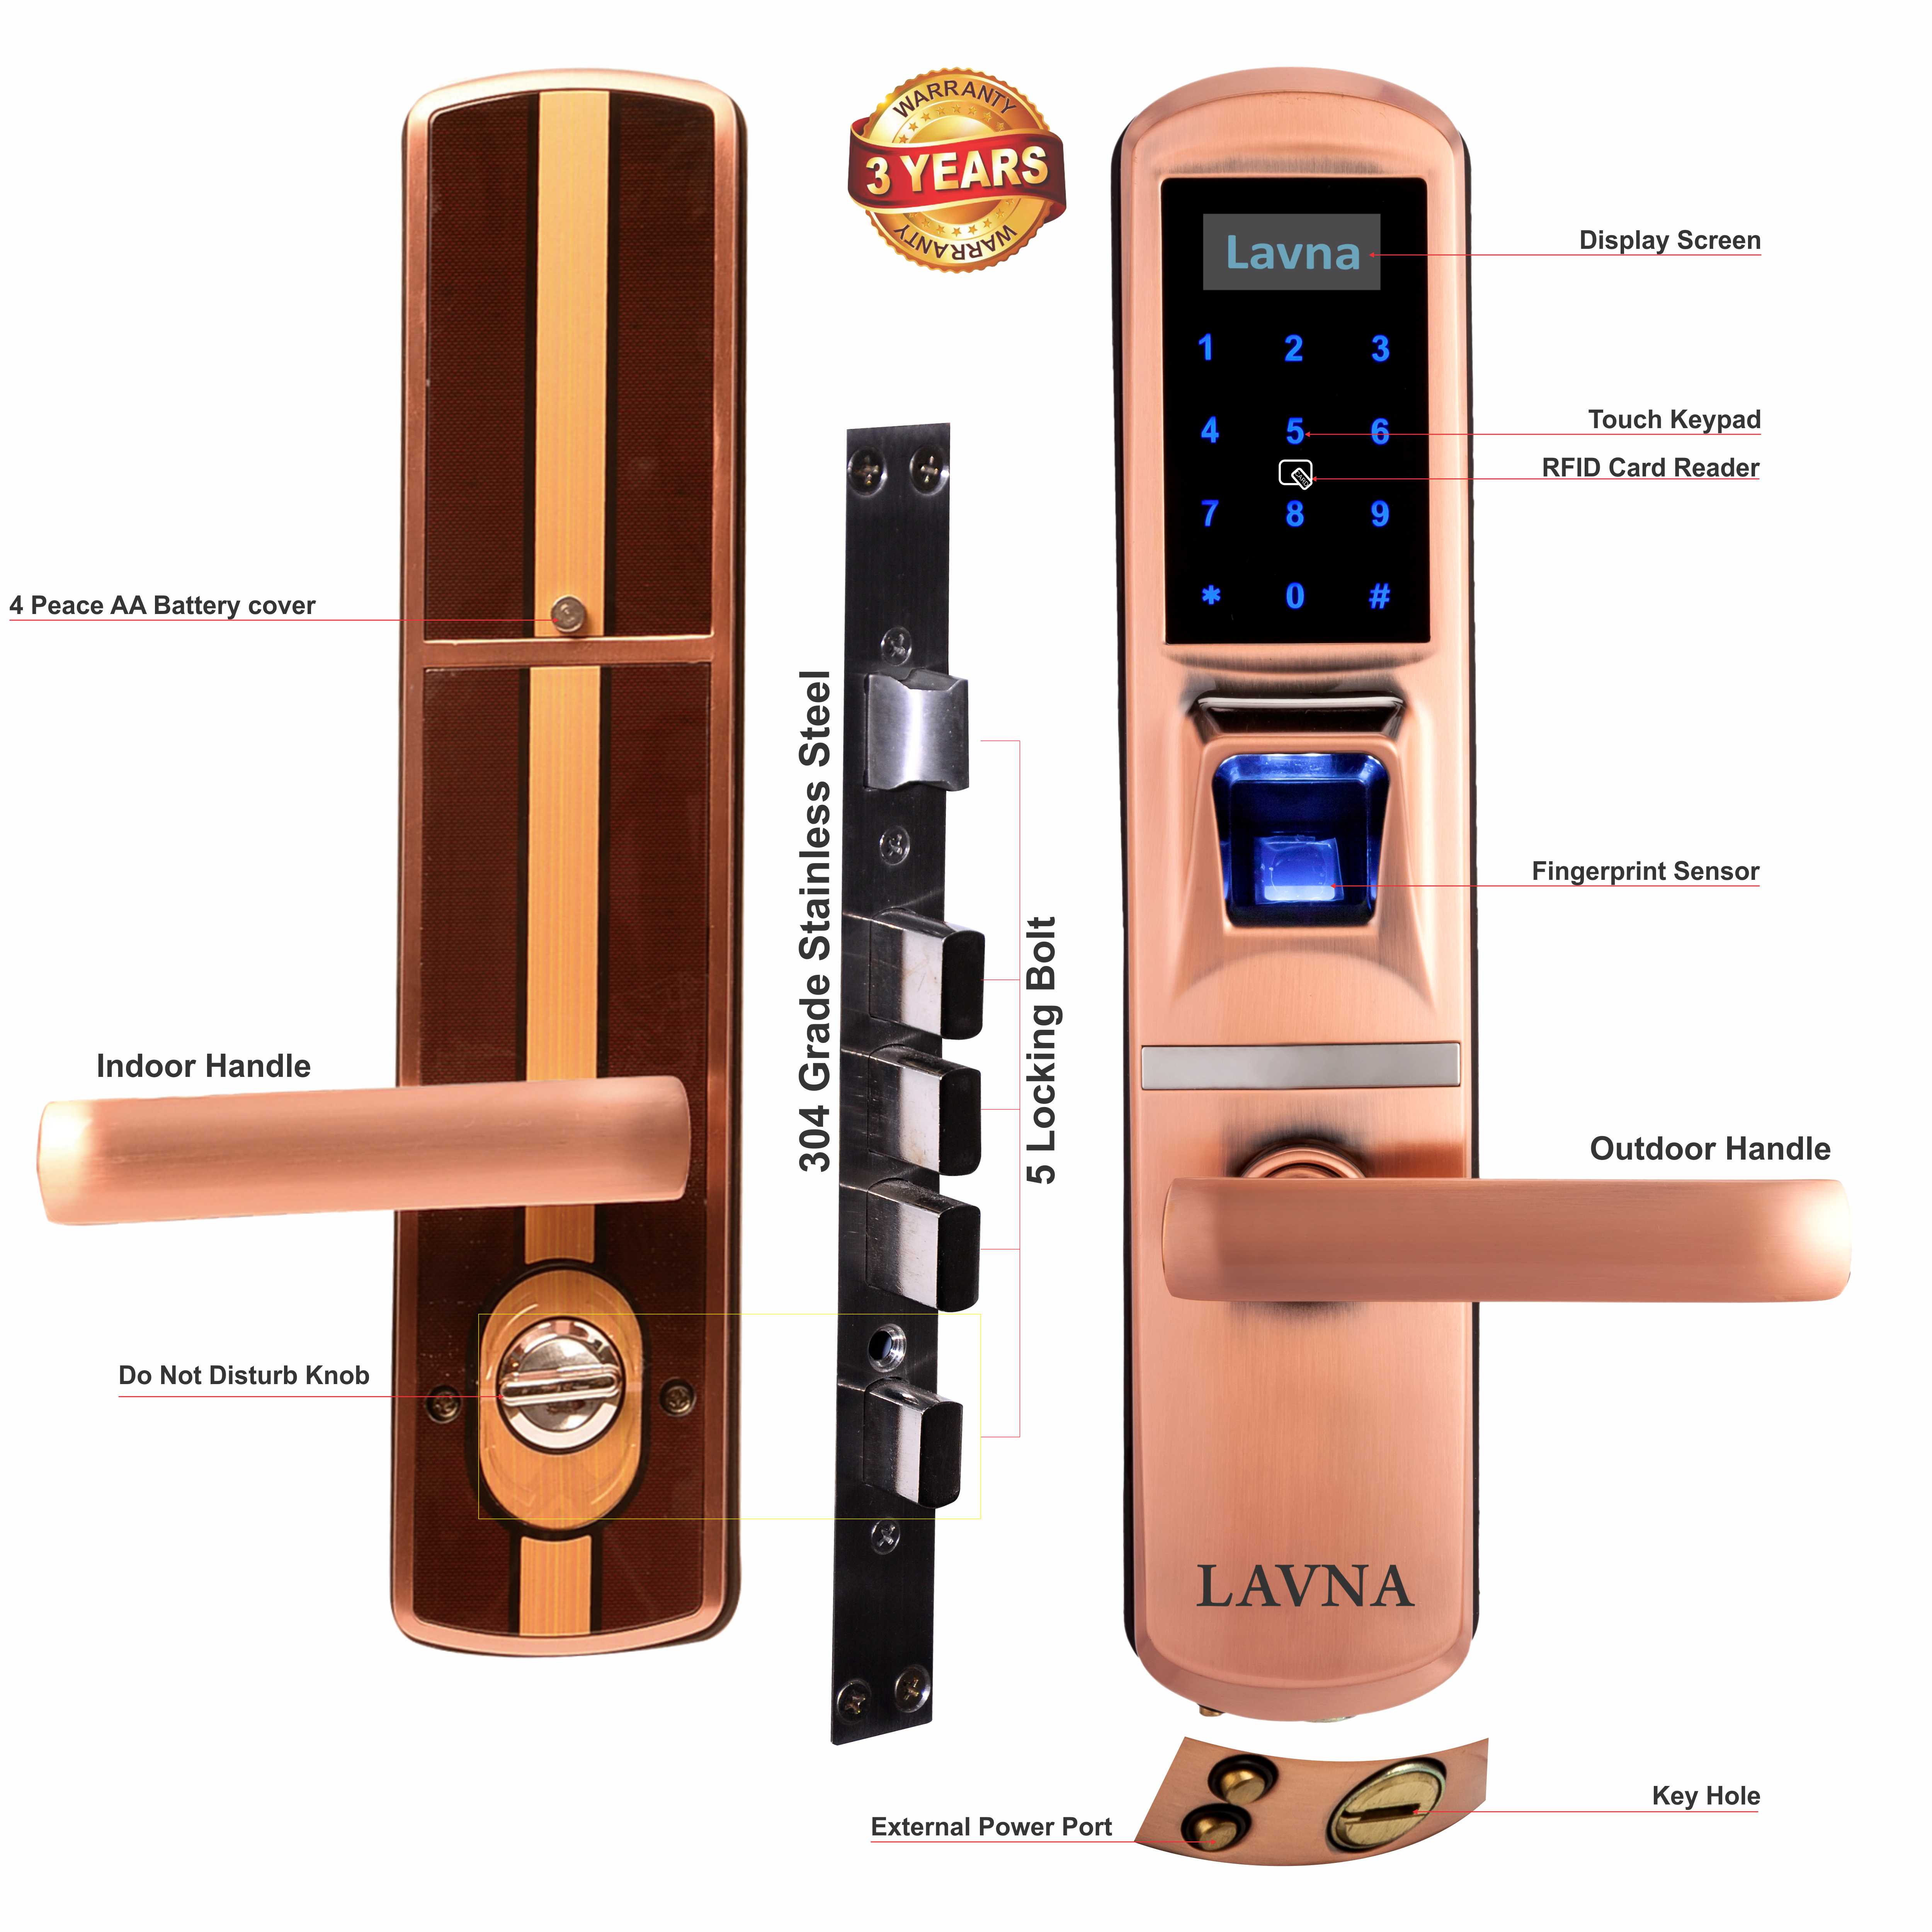 WARRANTY
3 YEARS
WARRANTY
Lavna
Display Screen
1 2 3
4 5 6
Touch Keypad
RFID Card Reader
7 8 9
* 0 #
4 Peace AA Battery cover
304 Grade Stainless Steel
5 Locking Bolt
Fingerprint Sensor
Indoor Handle
Outdoor Handle
Do Not Disturb Knob
LAVNA
External Power Port
Key Hole